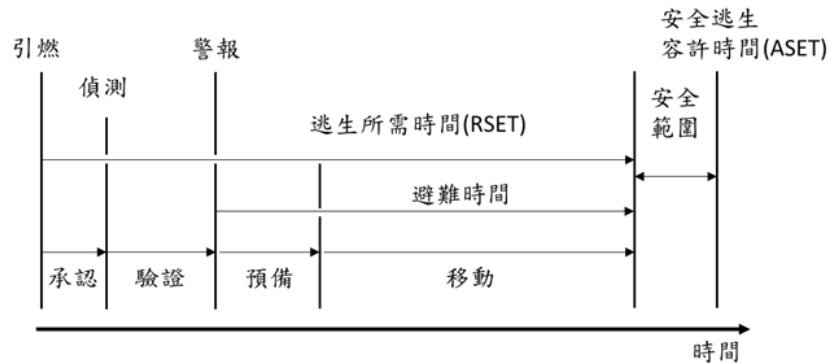 安全逃生
容許時間(ASET)
引燃
警報
偵測
安全
範圍
逃生所需時間(RSET)
避難時間
承認
驗證
預備
移動
時間